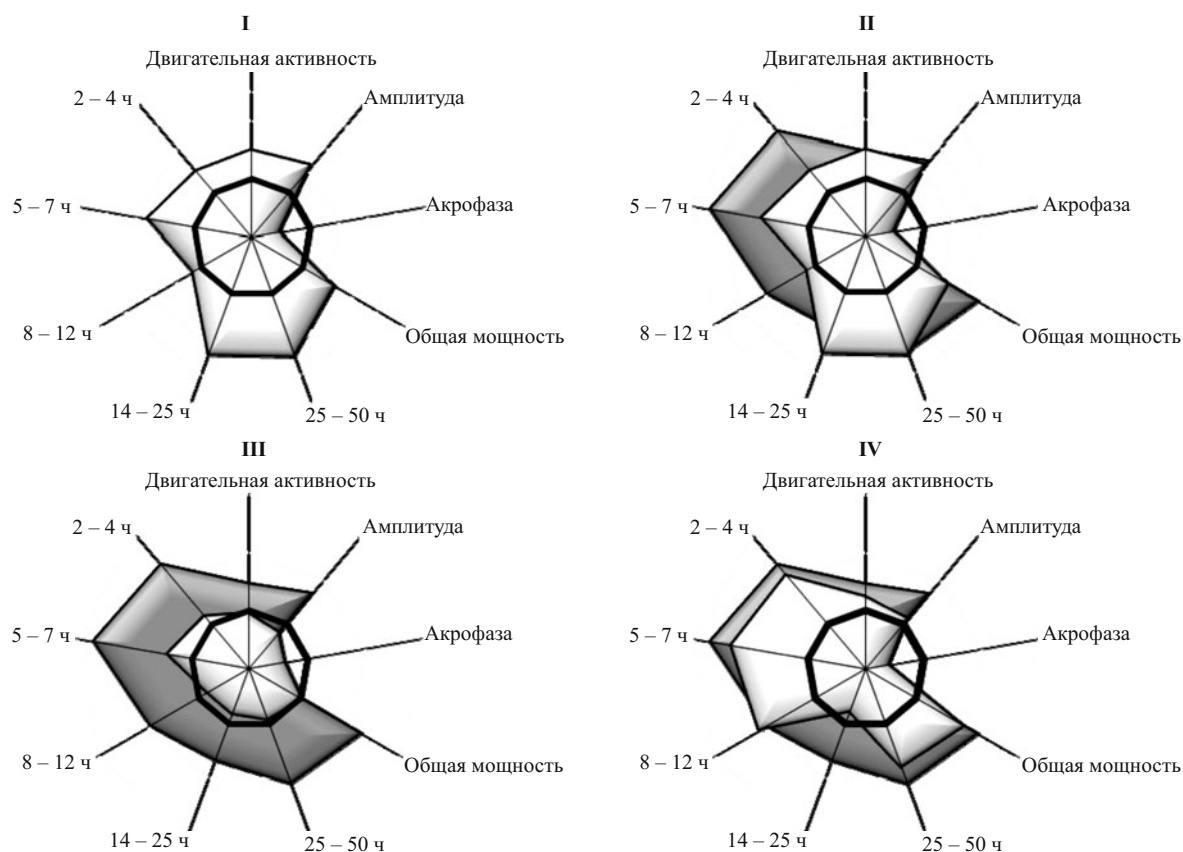 I
Двигательная активность
2 – 4 ч
Амплитуда
5 – 7 ч
Акрофаза
8 – 12 ч
Общая мощность
14 – 25 ч
25 – 50 ч
II
Двигательная активность
2 – 4 ч
Амплитуда
5 – 7 ч
Акрофаза
8 – 12 ч
Общая мощность
14 – 25 ч
25 – 50 ч
III
Двигательная активность
2 – 4 ч
Амплитуда
5 – 7 ч
Акрофаза
8 – 12 ч
Общая мощность
14 – 25 ч
25 – 50 ч
IV
Двигательная активность
2 – 4 ч
Амплитуда
5 – 7 ч
Акрофаза
8 – 12 ч
Общая мощность
14 – 25 ч
25 – 50 ч